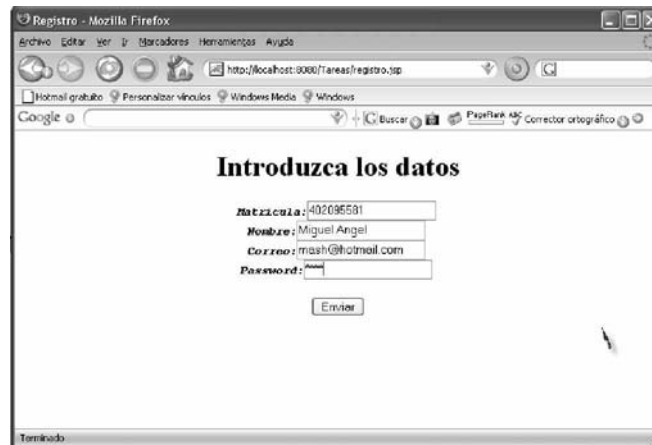 Registro - Mozilla Firefox
Archivo Editar Ver Ir Marcadores Herramientas Ayuda
http://localhost:8080/Tareas/registro.jsp
Hotmail gratuito Personalizar vínculos Windows Media Windows
Google Buscar PageRank ABC Corrector ortográfico
Introduzca los datos
Matricula: 402095581
Nombre: Miguel Angel
Correo: mash@hotmail.com
Password: ****
Enviar
Terminado